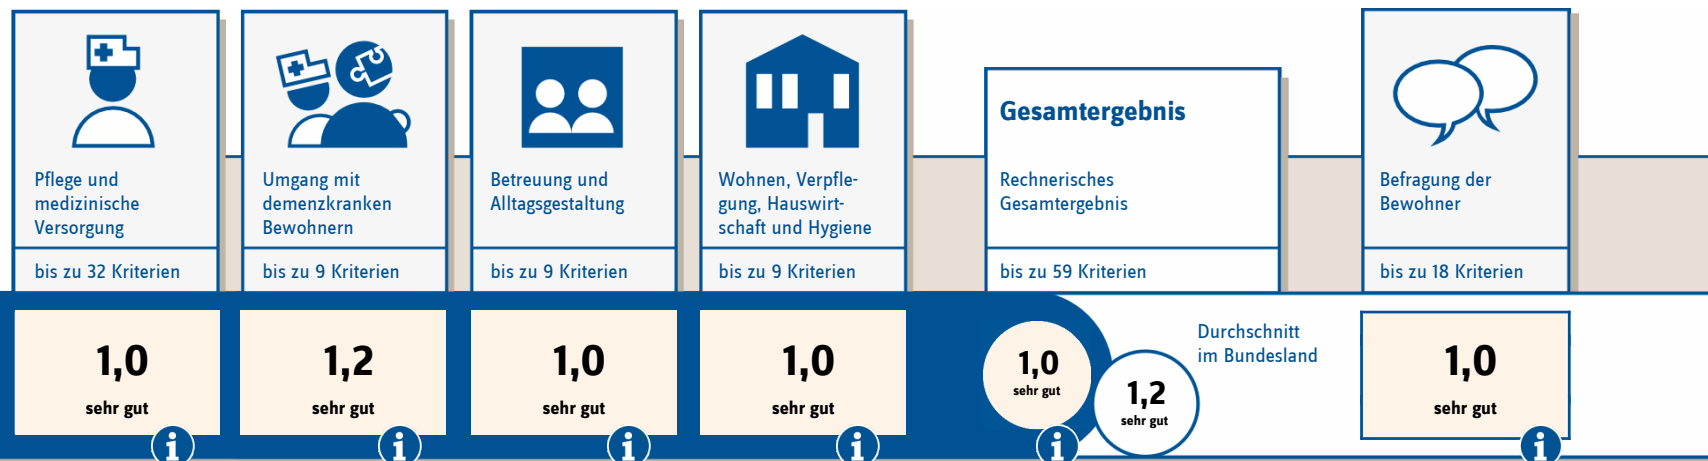 Pflege und
medizinische
Versorgung
bis zu 32 Kriterien
1,0
sehr gut
Umgang mit
demenzkranken
Bewohnern
bis zu 9 Kriterien
1,2
sehr gut
Betreuung und
Alltagsgestaltung
bis zu 9 Kriterien
1,0
sehr gut
Wohnen, Verpfle-
gung, Hauswirt-
schaft und Hygiene
bis zu 9 Kriterien
1,0
sehr gut
Gesamtergebnis
Rechnerisches
Gesamtergebnis
bis zu 59 Kriterien
1,0
sehr gut
1,2
sehr gut
Durchschnitt
im Bundesland
Befragung der
Bewohner
bis zu 18 Kriterien
1,0
sehr gut